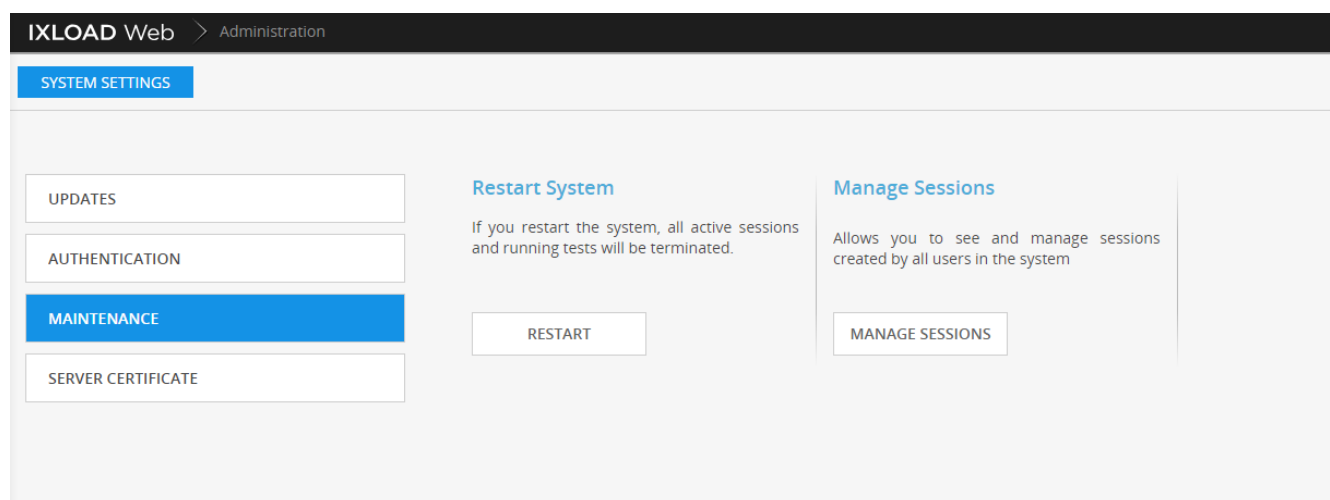 IXLOAD Web > Administration
SYSTEM SETTINGS
UPDATES
AUTHENTICATION
MAINTENANCE
SERVER CERTIFICATE
Restart System
If you restart the system, all active sessions
and running tests will be terminated.
RESTART
Manage Sessions
Allows you to see and manage sessions
created by all users in the system
MANAGE SESSIONS